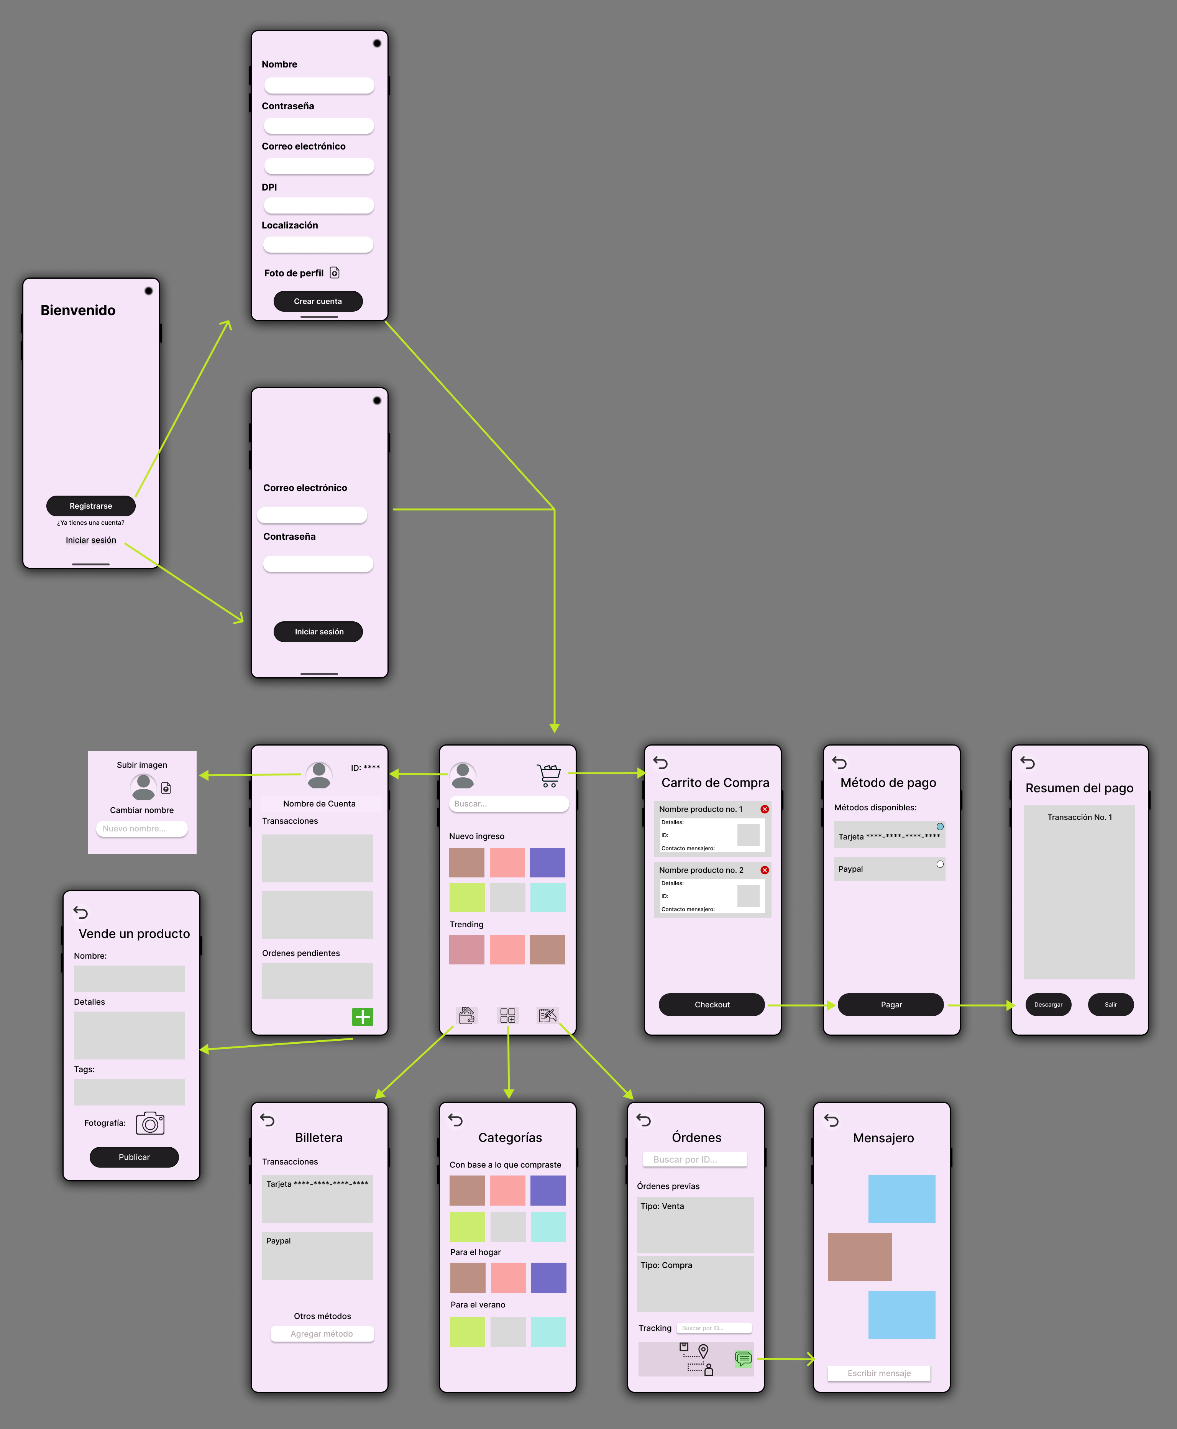 Nombre
Contraseña
Correo electrónico
DPI
Localización
Foto de perfil
Crear cuenta
Bienvenido
Registrarse
¿Ya tienes una cuenta?
Iniciar sesión
Correo electrónico
Contraseña
Iniciar sesión
Subir imagen
Cambiar nombre
Nuevo nombre...
ID: ****
Nombre de Cuenta
Transacciones
Ordenes pendientes
Buscar...
Nuevo ingreso
Trending
Carrito de Compra
Nombre producto no. 1
Detalles:
ID:
Contacto mensajero:
Nombre producto no. 2
Detalles:
ID:
Contacto mensajero:
Checkout
Método de pago
Métodos disponibles:
Tarjeta ****-****-****-****
Paypal
Pagar
Resumen del pago
Transacción No. 1
Descargar
Salir
Vende un producto
Nombre:
Detalles
Tags:
Fotografía:
Publicar
Billetera
Transacciones
Tarjeta ****-****-****-****
Paypal
Otros métodos
Agregar método
Categorías
Con base a lo que compraste
Para el hogar
Para el verano
Órdenes
Buscar por ID...
Órdenes previas
Tipo: Venta
Tipo: Compra
Tracking
Buscar por ID...
Mensajero
Escribir mensaje